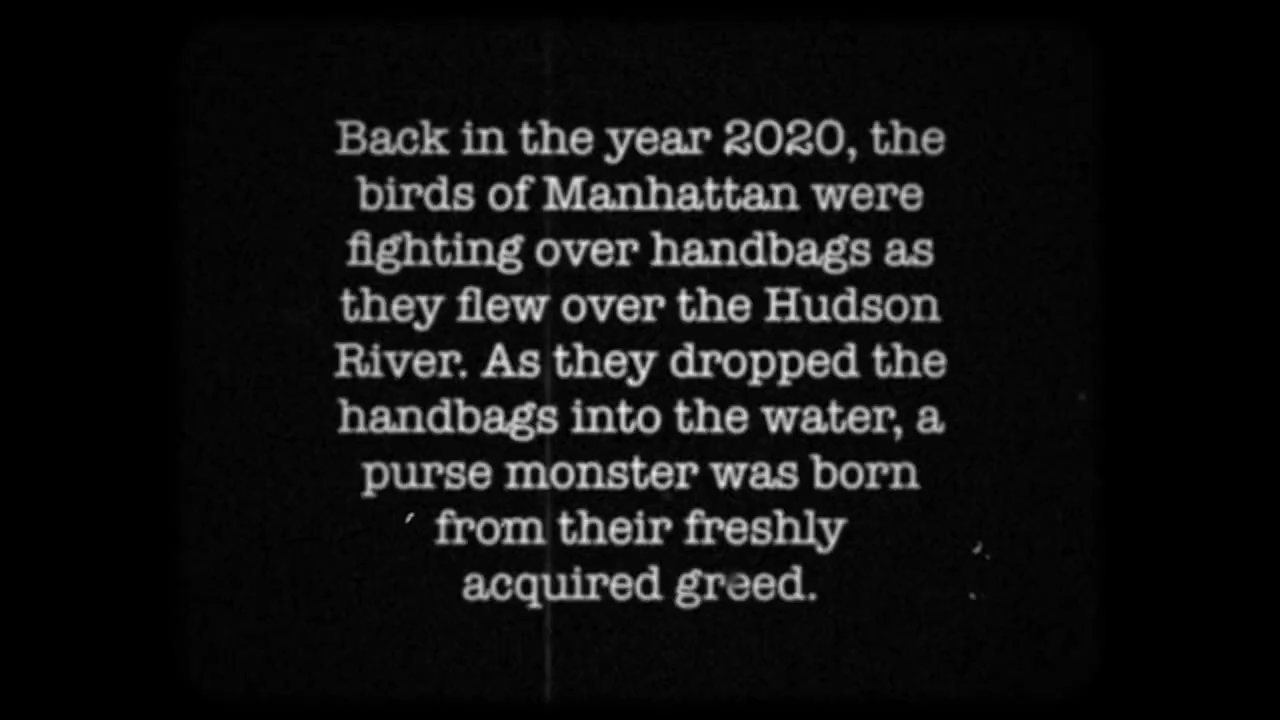 Back in the year 2020, the
birds of Manhattan were
fighting over handbags as
they flew over the Hudson
River. As they dropped the
handbags into the water, a
purse monster was born
from their freshly
acquired greed.